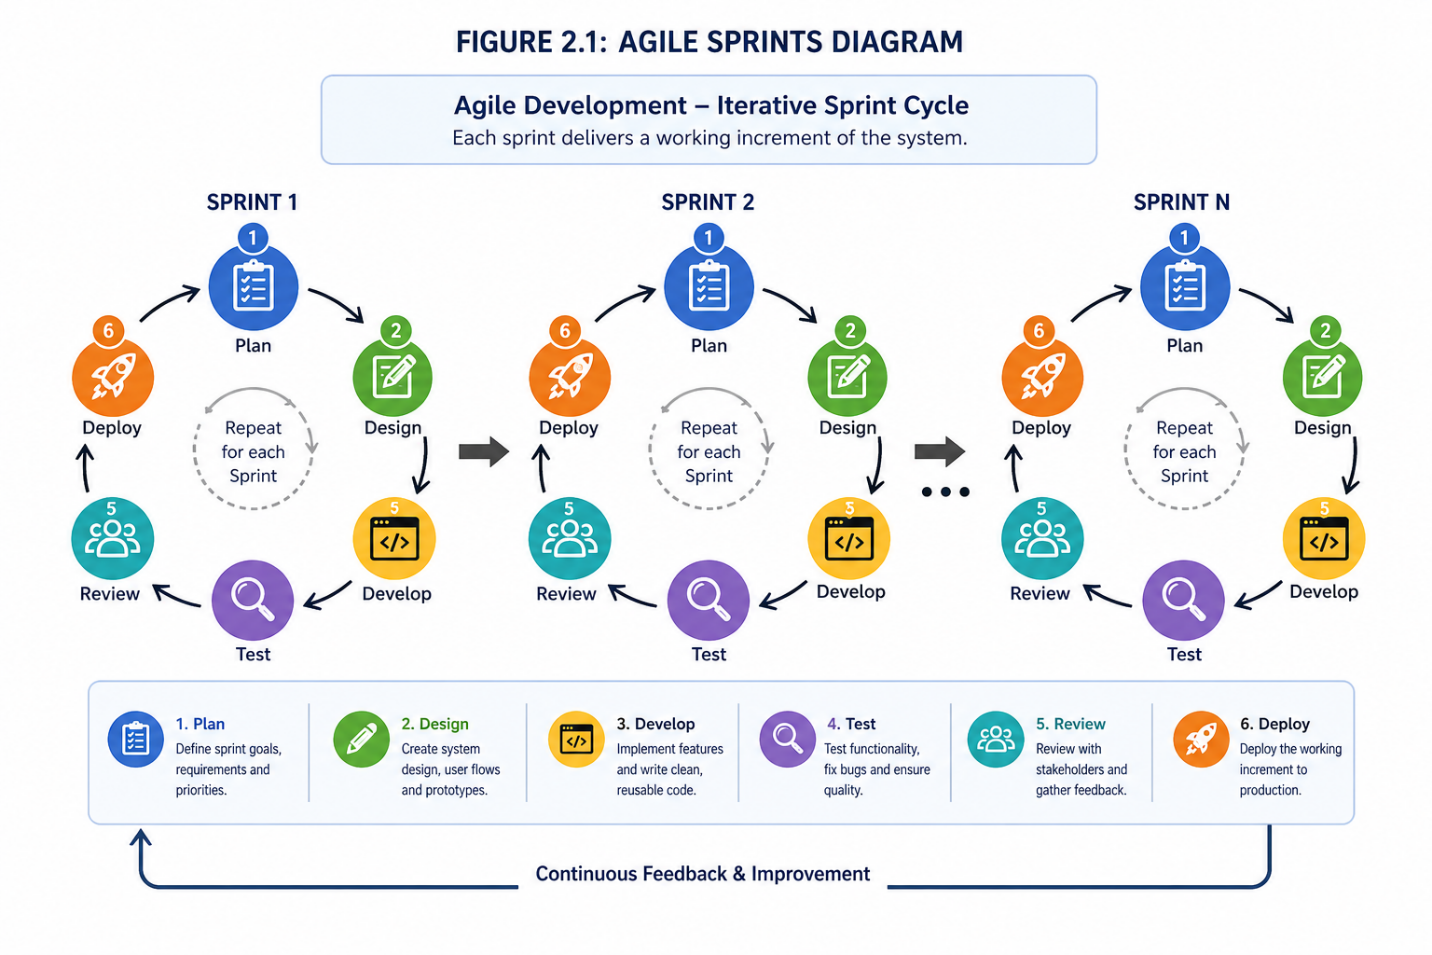 FIGURE 2.1: AGILE SPRINTS DIAGRAM
Agile Development – Iterative Sprint Cycle
Each sprint delivers a working increment of the system.
SPRINT 1
1
Plan
2
Design
5
Develop
Test
5
Review
6
Deploy
Repeat
for each
Sprint
SPRINT 2
1
Plan
2
Design
5
Develop
Test
5
Review
6
Deploy
Repeat
for each
Sprint
SPRINT N
1
Plan
2
Design
5
Develop
Test
5
Review
6
Deploy
Repeat
for each
Sprint
1. Plan
Define sprint goals,
requirements and
priorities.
2. Design
Create system
design, user flows
and prototypes.
3. Develop
Implement features
and write clean,
reusable code.
4. Test
Test functionality,
fix bugs and ensure
quality.
5. Review
Review with
stakeholders and
gather feedback.
6. Deploy
Deploy the working
increment to
production.
Continuous Feedback & Improvement